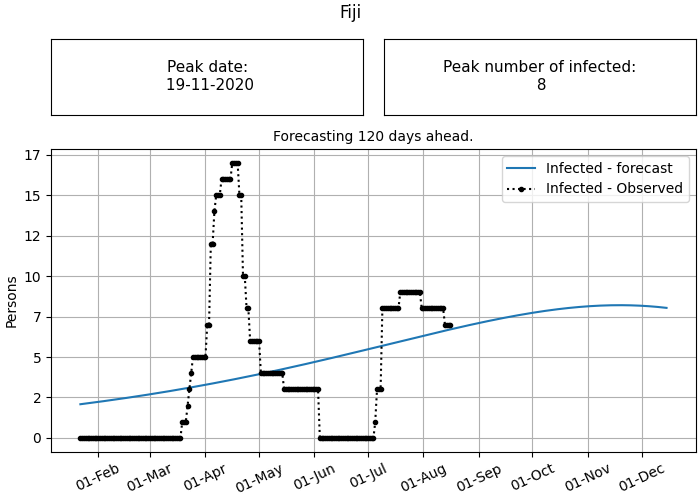 Fiji
Peak date:
19-11-2020
Peak number of infected:
8
Forecasting 120 days ahead.
Infected - forecast
Infected - Observed
Persons
17
15
12
10
7
5
2
0
01-Feb
01-Mar
01-Apr
01-May
01-Jun
01-Jul
01-Aug
01-Sep
01-Oct
01-Nov
01-Dec